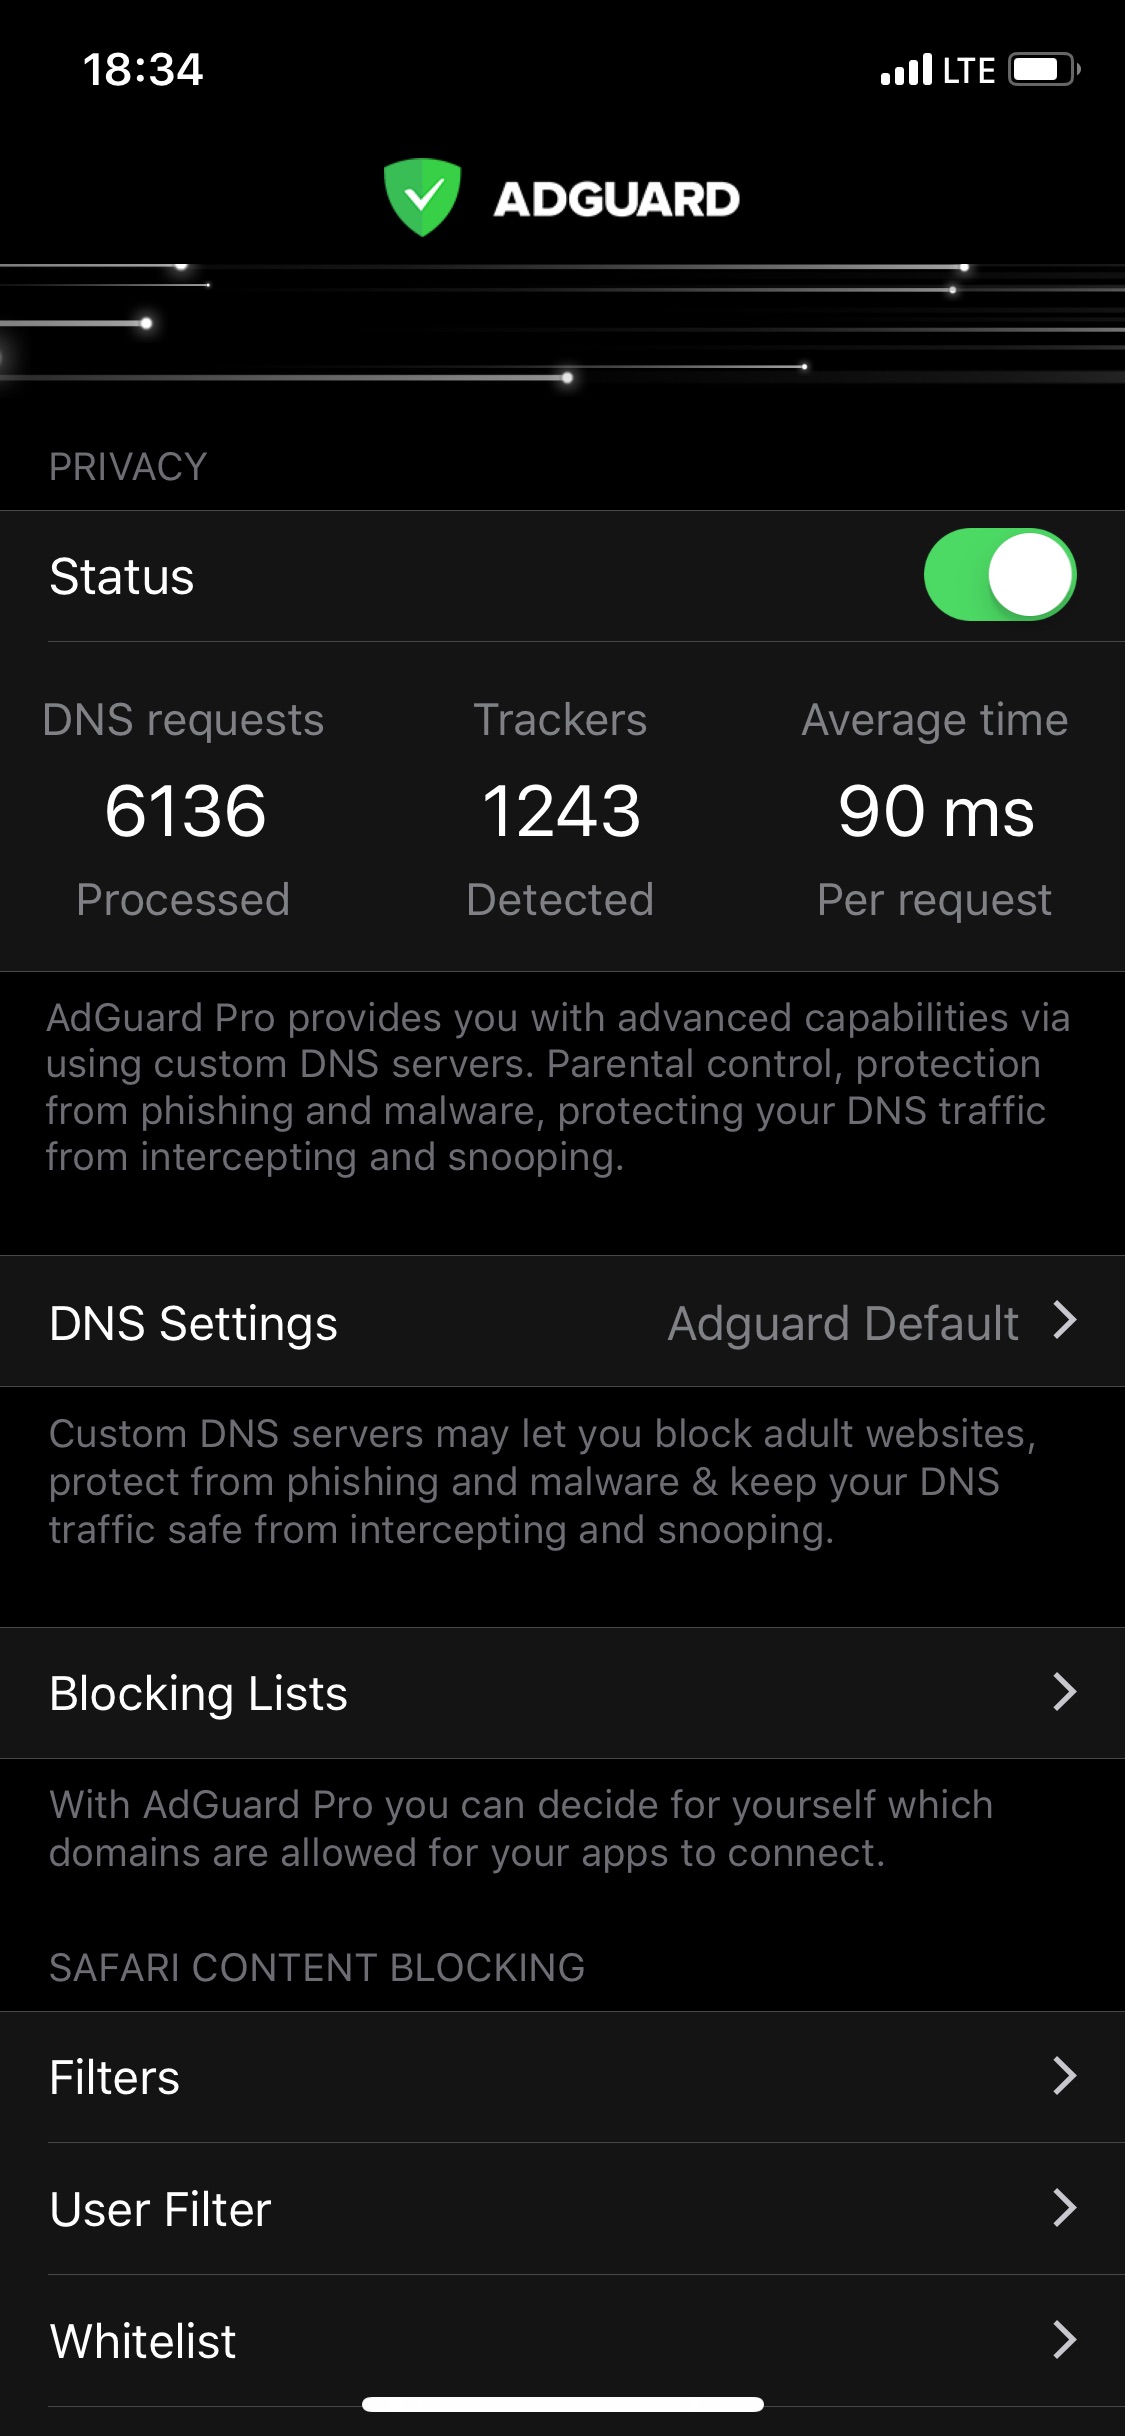 18:34
LTE
ADGUARD
PRIVACY
Status
DNS requests
Trackers
Average time
6136
1243
90 ms
Processed
Detected
Per request
AdGuard Pro provides you with advanced capabilities via
using custom DNS servers. Parental control, protection
from phishing and malware, protecting your DNS traffic
from intercepting and snooping.
DNS Settings
Adguard Default
Custom DNS servers may let you block adult websites,
protect from phishing and malware & keep your DNS
traffic safe from intercepting and snooping.
Blocking Lists
With AdGuard Pro you can decide for yourself which
domains are allowed for your apps to connect.
SAFARI CONTENT BLOCKING
Filters
User Filter
Whitelist